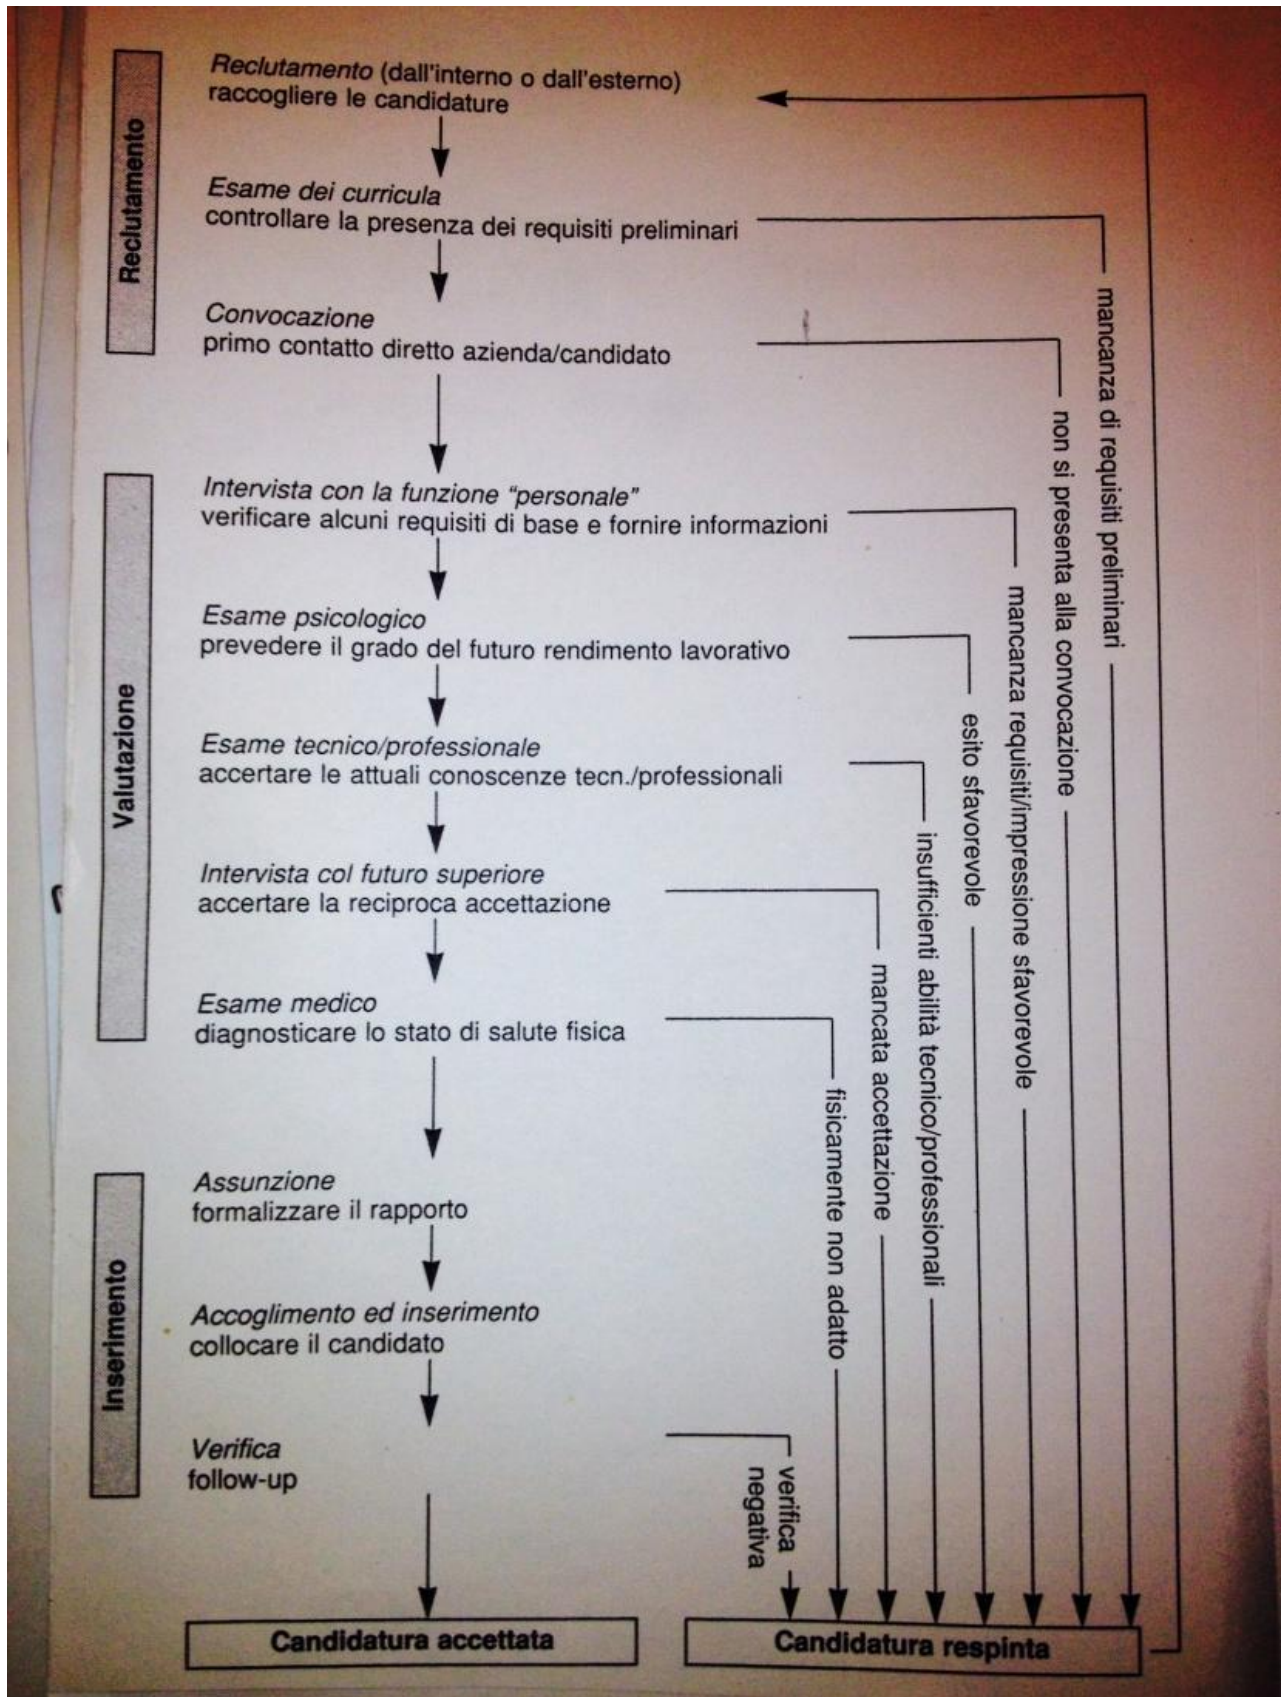 Reclutamento
Reclutamento (dall'interno o dall'esterno)
raccogliere le candidature
Esame dei curricula
controllare la presenza dei requisiti preliminari
Convocazione
primo contatto diretto azienda/candidato
Valutazione
Intervista con la funzione "personale"
verificare alcuni requisiti di base e fornire informazioni
Esame psicologico
prevedere il grado del futuro rendimento lavorativo
Esame tecnico/professionale
accertare le attuali conoscenze tecn./professionali
Intervista col futuro superiore
accertare la reciproca accettazione
Esame medico
diagnosticare lo stato di salute fisica
Inserimento
Assunzione
formalizzare il rapporto
Accoglimento ed inserimento
collocare il candidato
Verifica
follow-up
mancanza di requisiti preliminari
non si presenta alla convocazione
mancanza requisiti/impressione sfavorevole
esito sfavorevole
insufficienti abilità tecnico/professionali
mancata accettazione
fisicamente non adatto
verifica
negativa
Candidatura accettata
Candidatura respinta